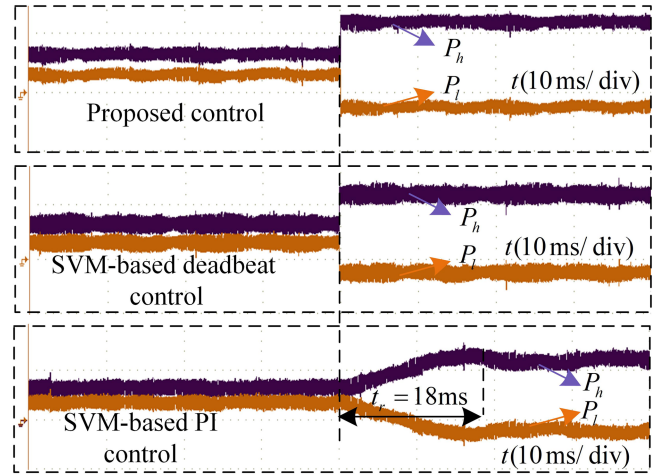 P_h
P_l
t(10 ms/ div)
Proposed control
P_h
P_l
t(10 ms/ div)
SVM-based deadbeat
control
t_r = 18ms
P_h
P_l
SVM-based PI
control
t(10 ms/ div)